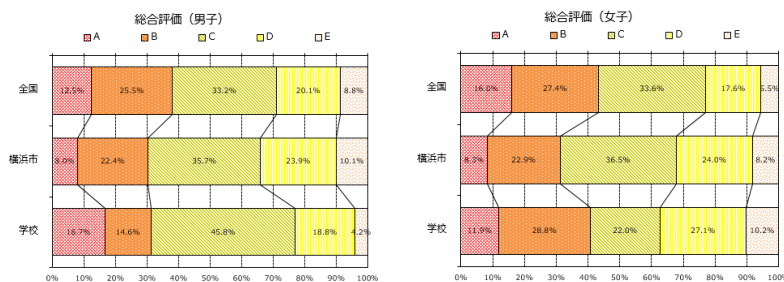 総合評価（男子）
A B C D E
全国 12.5% 25.5% 33.2% 20.1% 8.8%
横浜市 8.0% 22.4% 35.7% 23.9% 10.1%
学校 16.7% 14.6% 45.8% 18.8% 4.2%
0% 10% 20% 30% 40% 50% 60% 70% 80% 90% 100%
総合評価（女子）
A B C D E
全国 16.0% 27.4% 33.6% 17.6% 5.5%
横浜市 8.3% 22.9% 36.5% 24.0% 8.2%
学校 11.9% 28.8% 22.0% 27.1% 10.2%
0% 10% 20% 30% 40% 50% 60% 70% 80% 90% 100%